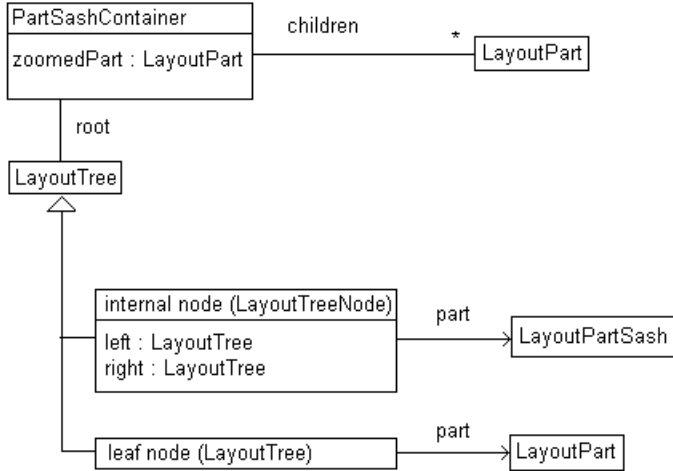 PartSashContainer
zoomedPart : LayoutPart
children
*
LayoutPart
root
LayoutTree
internal node (LayoutTreeNode)
left : LayoutTree
right : LayoutTree
part
LayoutPartSash
leaf node (LayoutTree)
part
LayoutPart